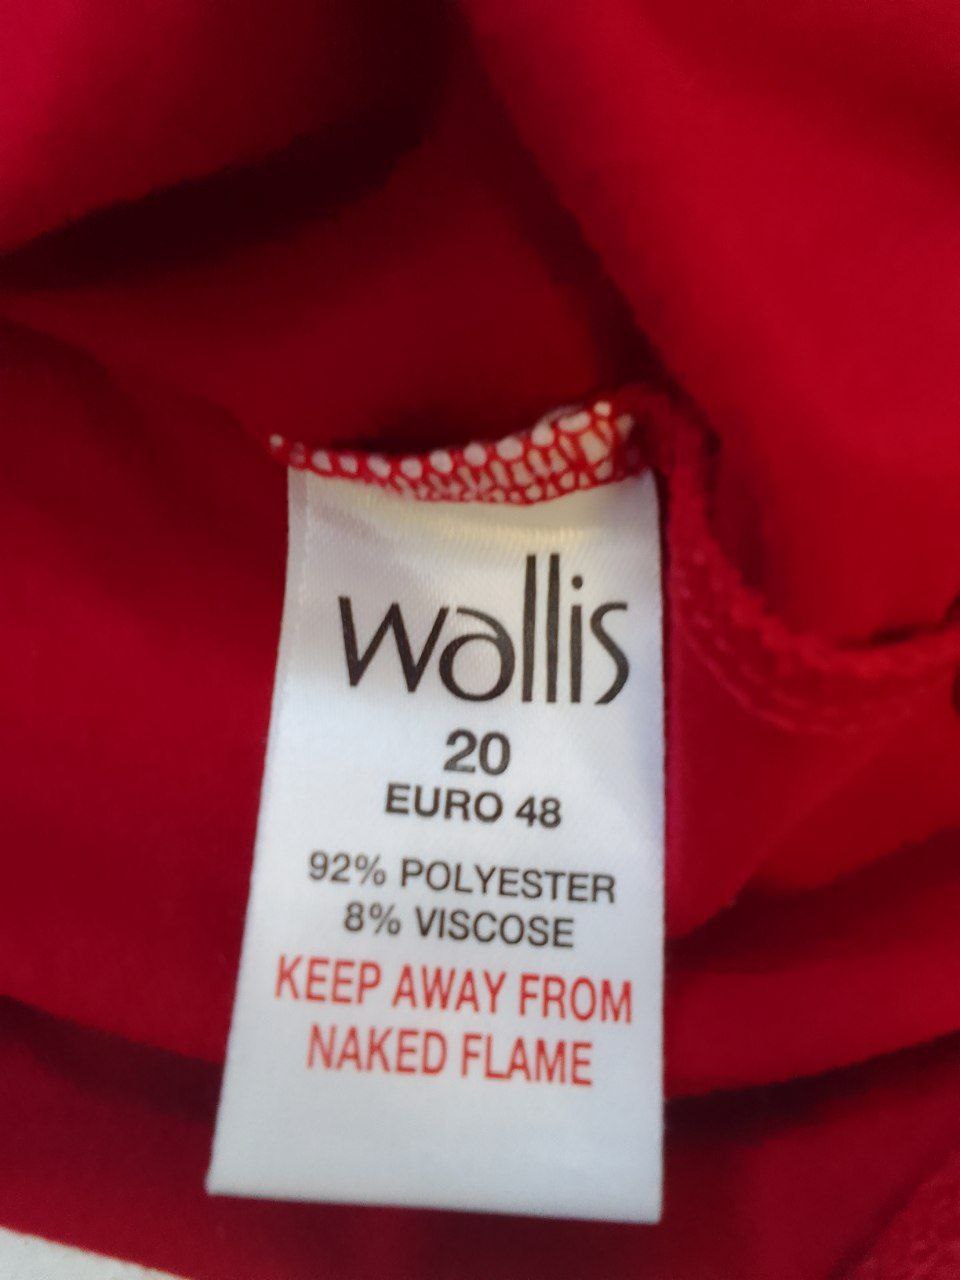 wallis
20
EURO 48
92% POLYESTER
8% VISCOSE
KEEP AWAY FROM
NAKED FLAME